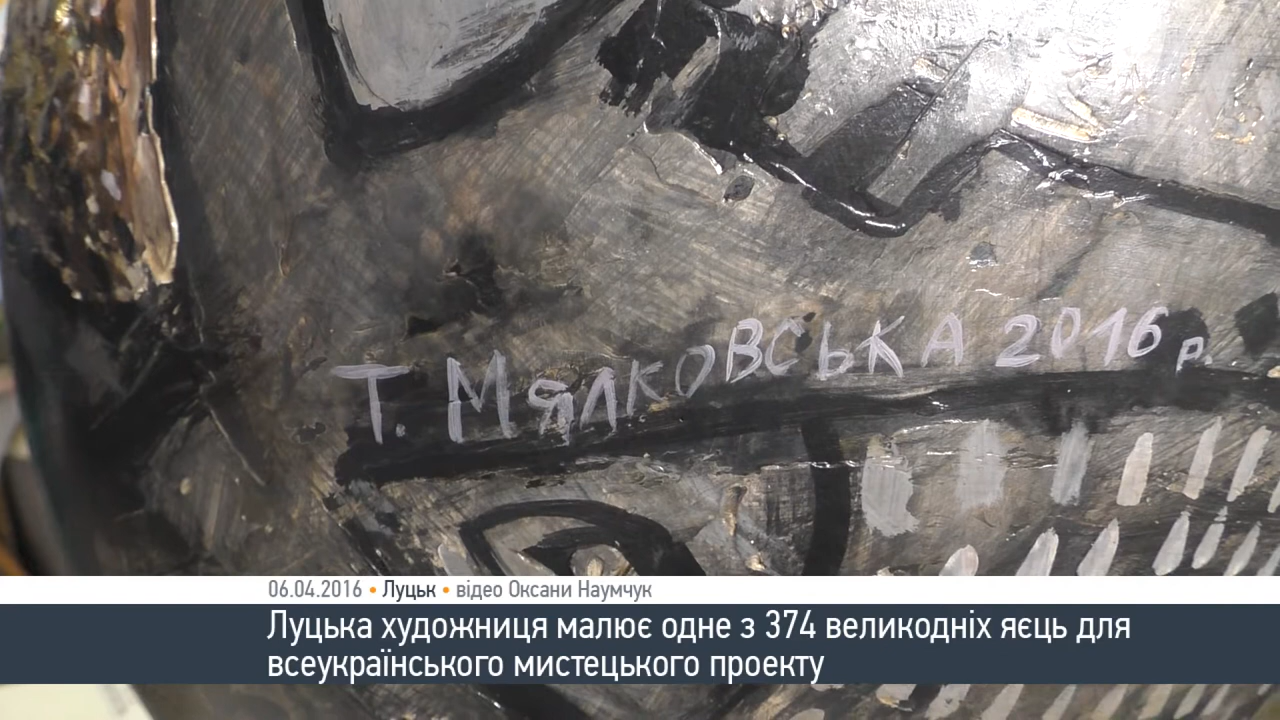 Т. Мялковська 2016 р.
06.04.2016 • Луцьк • відео Оксани Наумчук
Луцька художниця малює одне з 374 великодніх яєць для
всеукраїнського мистецького проекту